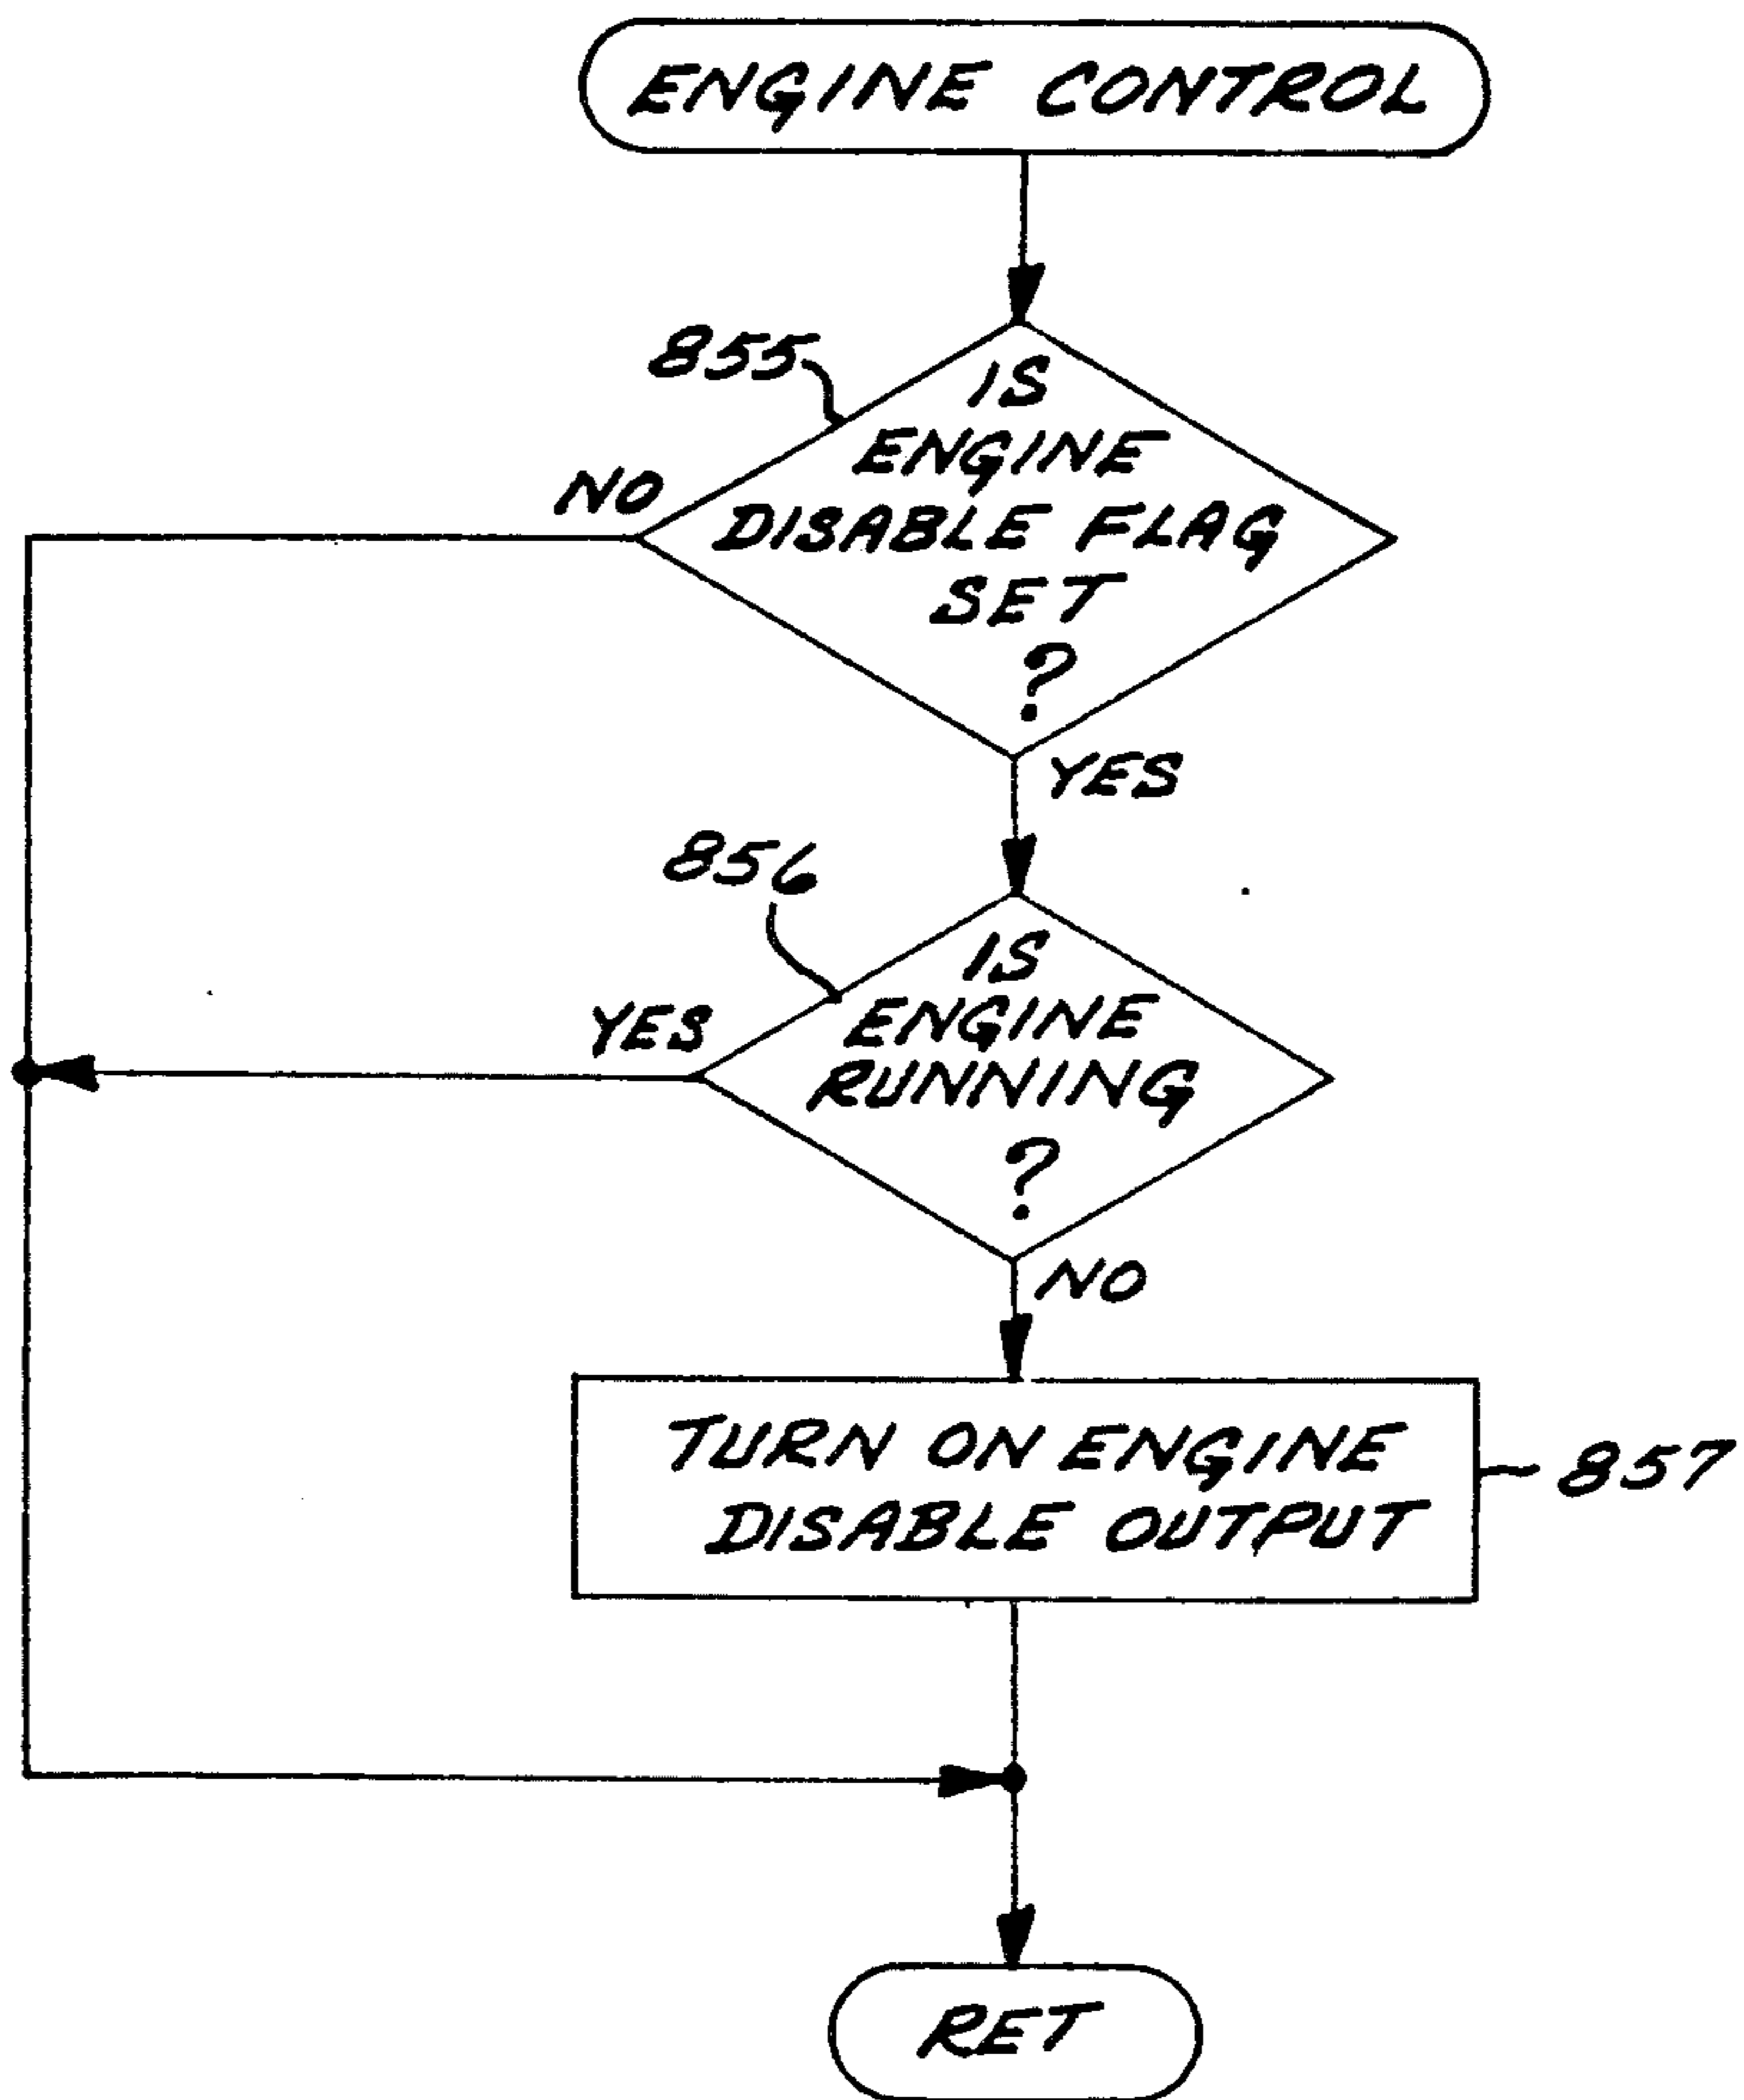 ENGINE CONTROL
855
IS
ENGINE
DISABLE FLAG
SET
?
NO
YES
856
IS
ENGINE
RUNNING
?
YES
NO
TURN ON ENGINE
DISABLE OUTPUT
857
RET